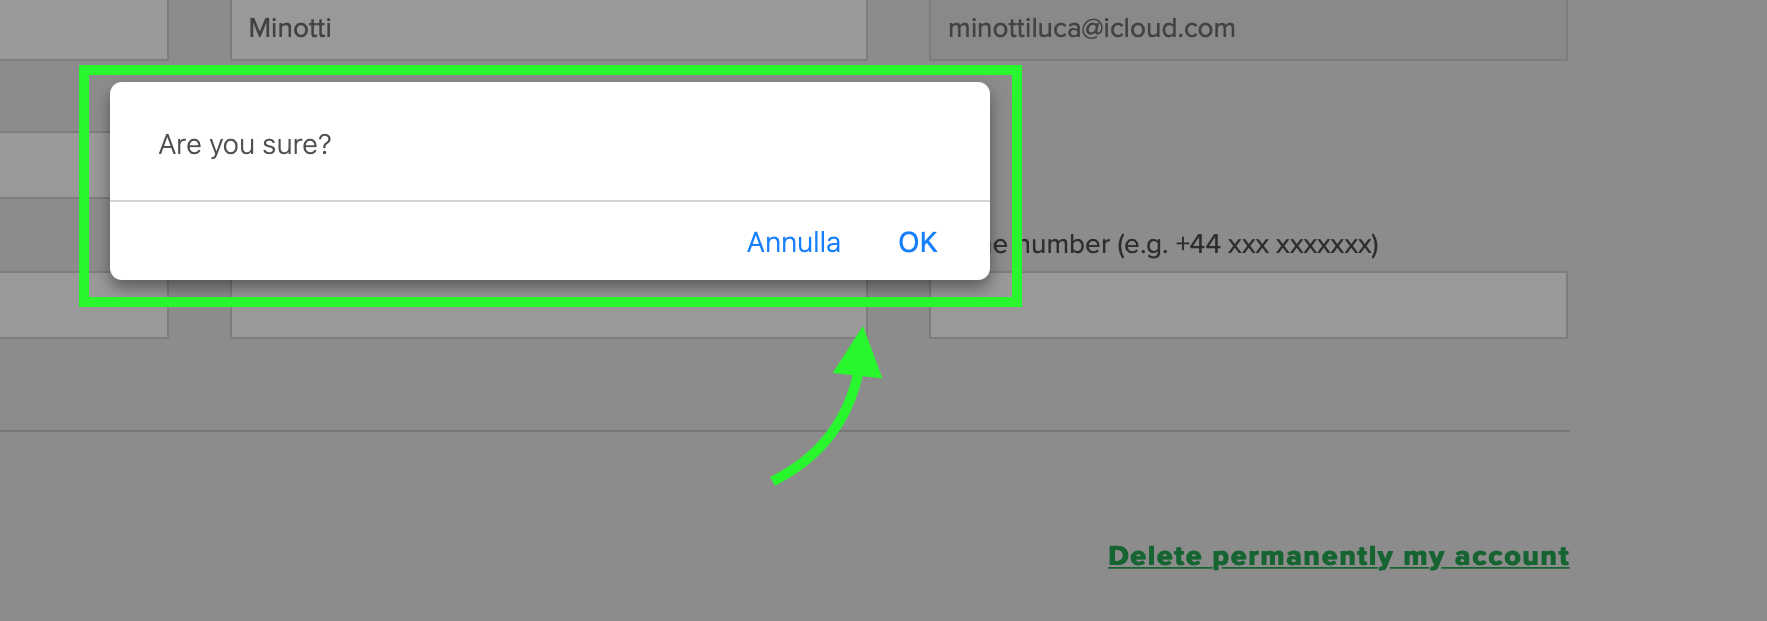 Minotti
minottiluca@icloud.com
Are you sure?
Annulla
OK
number (e.g. +44 xxx xxxxxxx)
Delete permanently my account